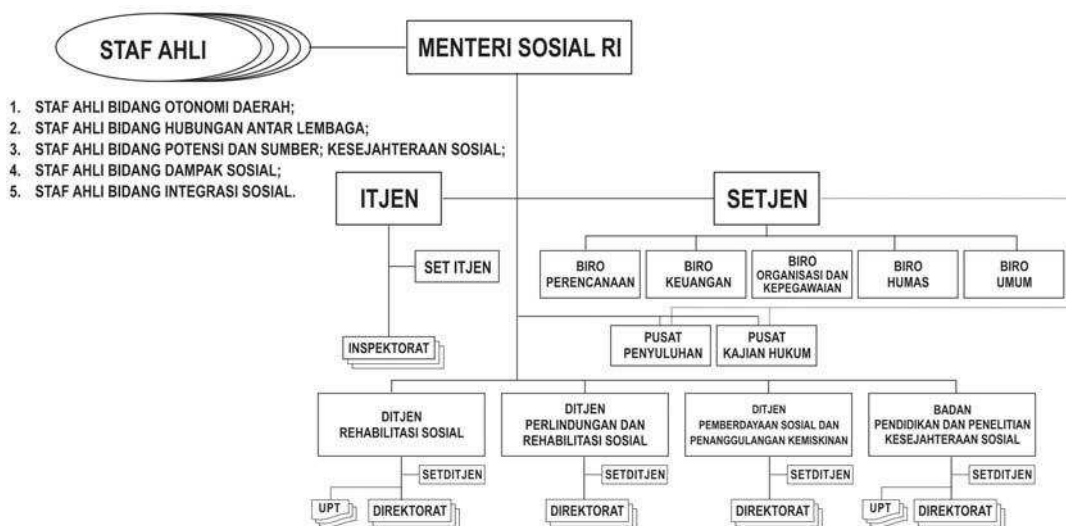 STAF AHLI
MENTERI SOSIAL RI
1. STAF AHLI BIDANG OTONOMI DAERAH;
2. STAF AHLI BIDANG HUBUNGAN ANTAR LEMBAGA;
3. STAF AHLI BIDANG POTENSI DAN SUMBER; KESEJAHTERAAN SOSIAL;
4. STAF AHLI BIDANG DAMPAK SOSIAL;
5. STAF AHLI BIDANG INTEGRASI SOSIAL.
ITJEN
SETJEN
SET ITJEN
BIRO
PERENCANAAN
BIRO
KEUANGAN
BIRO
ORGANISASI DAN
KEPEGAWAIAN
BIRO
HUMAS
BIRO
UMUM
INSPEKTORAT
PUSAT
PENYULUHAN
PUSAT
KAJIAN HUKUM
DITJEN
REHABILITASI SOSIAL
DITJEN
PERLINDUNGAN DAN
REHABILITASI SOSIAL
DITJEN
PEMBERDAYAAN SOSIAL DAN
PENANGGULANGAN KEMISKINAN
BADAN
PENDIDIKAN DAN PENELITIAN
KESEJAHTERAAN SOSIAL
SETDITJEN
SETDITJEN
SETDITJEN
SETDITJEN
UPT
DIREKTORAT
DIREKTORAT
DIREKTORAT
UPT
DIREKTORAT